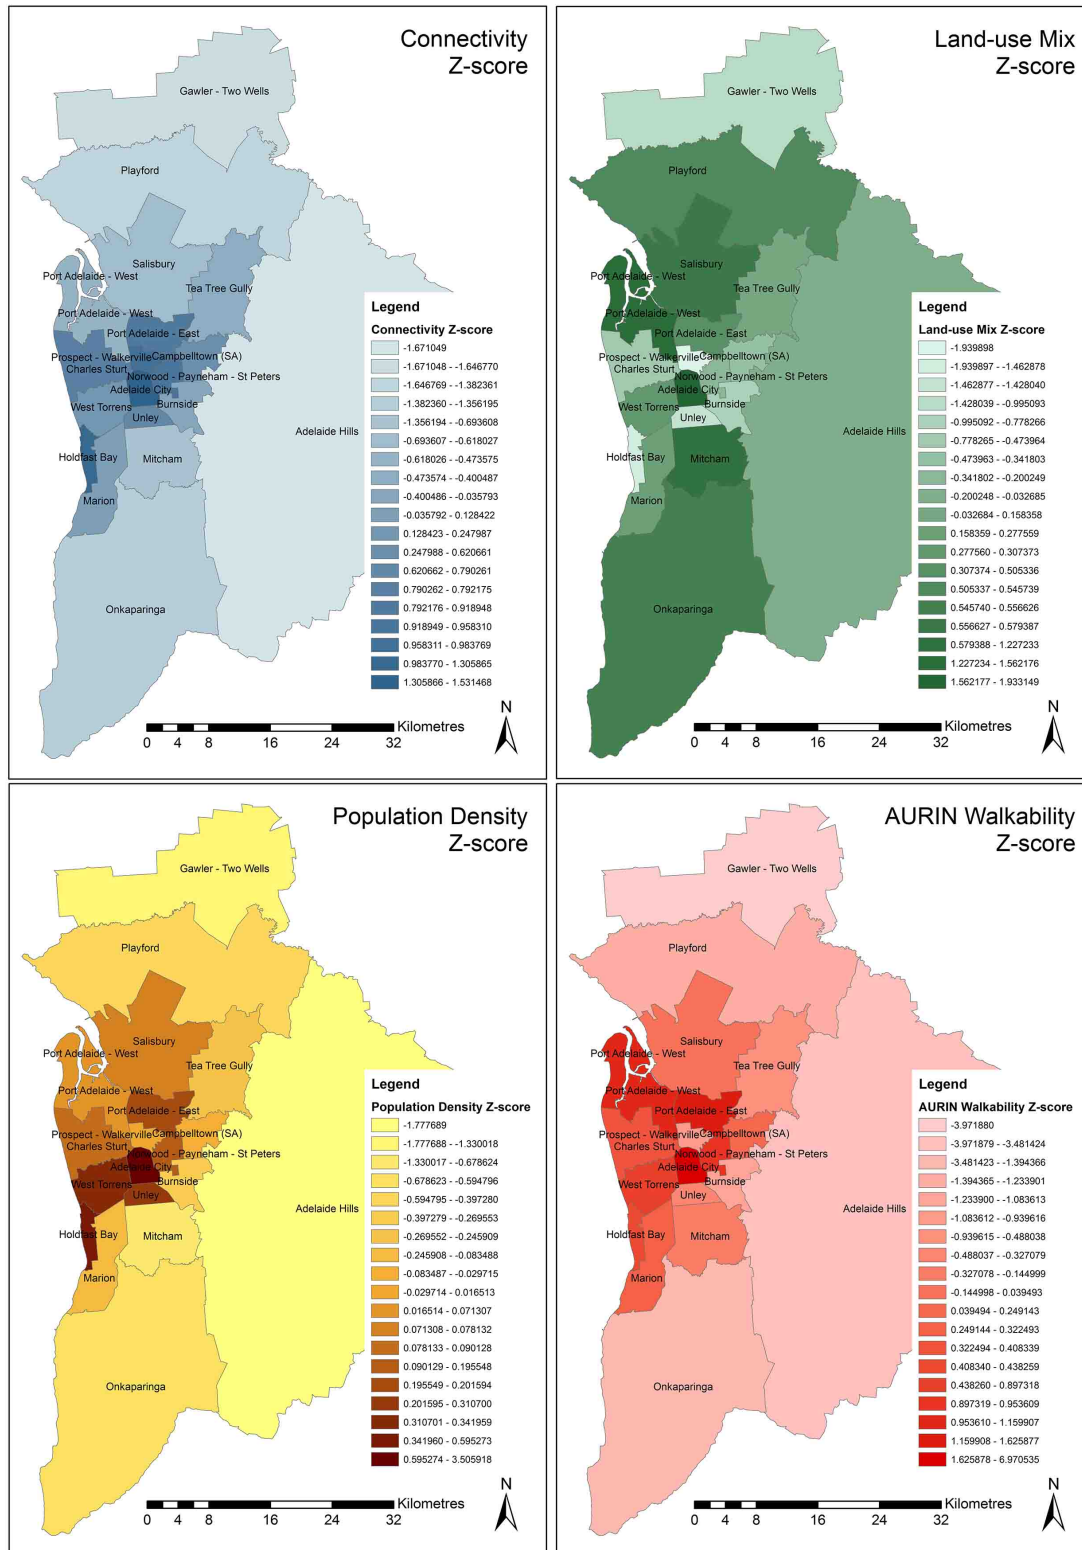 Connectivity
Z-score
Gawler - Two Wells
Playford
Salisbury
Port Adelaide - West
Tea Tree Gully
Port Adelaide - West
Port Adelaide - East
Prospect - Walkerville
Campbelltown (SA)
Charles Sturt
Norwood - Payneham - St Peters
Adelaide City
West Torrens
Burnside
Unley
Adelaide Hills
Holdfast Bay
Mitcham
Marion
Onkaparinga
Legend
Connectivity Z-score
-1.671049
-1.671048 - -1.646770
-1.646769 - -1.382361
-1.382360 - -1.356195
-1.356194 - -0.693608
-0.693607 - -0.618027
-0.618026 - -0.473575
-0.473574 - -0.400487
-0.400486 - -0.035793
-0.035792 - 0.128422
0.128423 - 0.247987
0.247988 - 0.620661
0.620662 - 0.790261
0.790262 - 0.792175
0.792176 - 0.918948
0.918949 - 0.958310
0.958311 - 0.983769
0.983770 - 1.305865
1.305866 - 1.531468
N
Kilometres
0 4 8 16 24 32
Land-use Mix
Z-score
Gawler - Two Wells
Playford
Salisbury
Port Adelaide - West
Tea Tree Gully
Port Adelaide - West
Port Adelaide - East
Prospect - Walkerville
Campbelltown (SA)
Charles Sturt
Norwood - Payneham - St Peters
Adelaide City
West Torrens
Burnside
Unley
Adelaide Hills
Holdfast Bay
Mitcham
Marion
Onkaparinga
Legend
Land-use Mix Z-score
-1.939898
-1.939897 - -1.462878
-1.462877 - -1.428040
-1.428039 - -0.995093
-0.995092 - -0.778266
-0.778265 - -0.473964
-0.473963 - -0.341803
-0.341802 - -0.200249
-0.200248 - -0.032685
-0.032684 - 0.158358
0.158359 - 0.277559
0.277560 - 0.307373
0.307374 - 0.505336
0.505337 - 0.545739
0.545740 - 0.556626
0.556627 - 0.579387
0.579388 - 1.227233
1.227234 - 1.562176
1.562177 - 1.933149
N
Kilometres
0 4 8 16 24 32
Population Density
Z-score
Gawler - Two Wells
Playford
Salisbury
Port Adelaide - West
Tea Tree Gully
Port Adelaide - West
Port Adelaide - East
Prospect - Walkerville
Campbelltown (SA)
Charles Sturt
Norwood - Payneham - St Peters
Adelaide City
West Torrens
Burnside
Unley
Adelaide Hills
Holdfast Bay
Mitcham
Marion
Onkaparinga
Legend
Population Density Z-score
-1.777689
-1.777688 - -1.330018
-1.330017 - -0.678624
-0.678623 - -0.594796
-0.594795 - -0.397280
-0.397279 - -0.269553
-0.269552 - -0.245909
-0.245908 - -0.083488
-0.083487 - -0.029715
-0.029714 - 0.016513
0.016514 - 0.071307
0.071308 - 0.078132
0.078133 - 0.090128
0.090129 - 0.195548
0.195549 - 0.201594
0.201595 - 0.310700
0.310701 - 0.341959
0.341960 - 0.595273
0.595274 - 3.505918
N
Kilometres
0 4 8 16 24 32
AURIN Walkability
Z-score
Gawler - Two Wells
Playford
Salisbury
Port Adelaide - West
Tea Tree Gully
Port Adelaide - West
Port Adelaide - East
Prospect - Walkerville
Campbelltown (SA)
Charles Sturt
Norwood - Payneham - St Peters
Adelaide City
West Torrens
Burnside
Unley
Adelaide Hills
Holdfast Bay
Mitcham
Marion
Onkaparinga
Legend
AURIN Walkability Z-score
-3.971880
-3.971879 - -3.481424
-3.481423 - -1.394366
-1.394365 - -1.233901
-1.233900 - -1.083613
-1.083612 - -0.939616
-0.939615 - -0.488038
-0.488037 - -0.327079
-0.327078 - -0.144999
-0.144998 - 0.039493
0.039494 - 0.249143
0.249144 - 0.322493
0.322494 - 0.408339
0.408340 - 0.438259
0.438260 - 0.897318
0.897319 - 0.953609
0.953610 - 1.159907
1.159908 - 1.625877
1.625878 - 6.970535
N
Kilometres
0 4 8 16 24 32